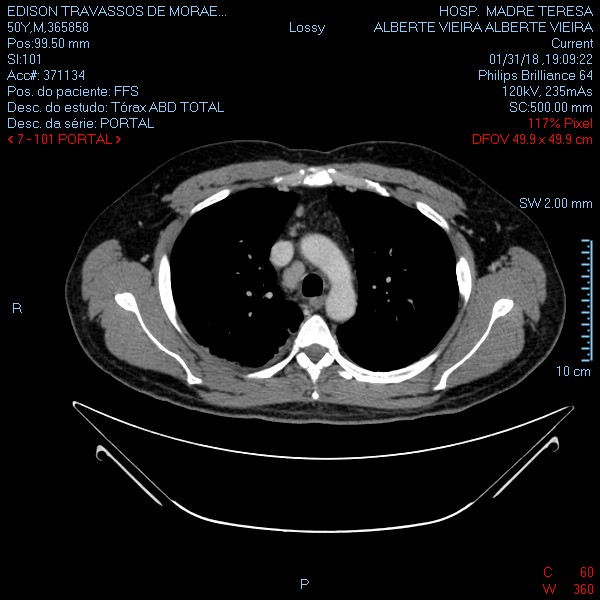 EDISON TRAVASSOS DE MORAE...
50Y,M,365858
Pos:99.50 mm
SI:101
Acc#: 371134
Pos. do paciente: FFS
Desc. do estudo: Tórax ABD TOTAL
Desc. da série: PORTAL
< 7 - 101 PORTAL >
Lossy
HOSP. MADRE TERESA
ALBERTE VIEIRA ALBERTE VIEIRA
Current
01/31/18 ,19:09:22
Philips Brilliance 64
120kV, 235mAs
SC:500.00 mm
117% Pixel
DFOV 49.9 x 49.9 cm
SW 2.00 mm
R
10 cm
P
C 60
W 360